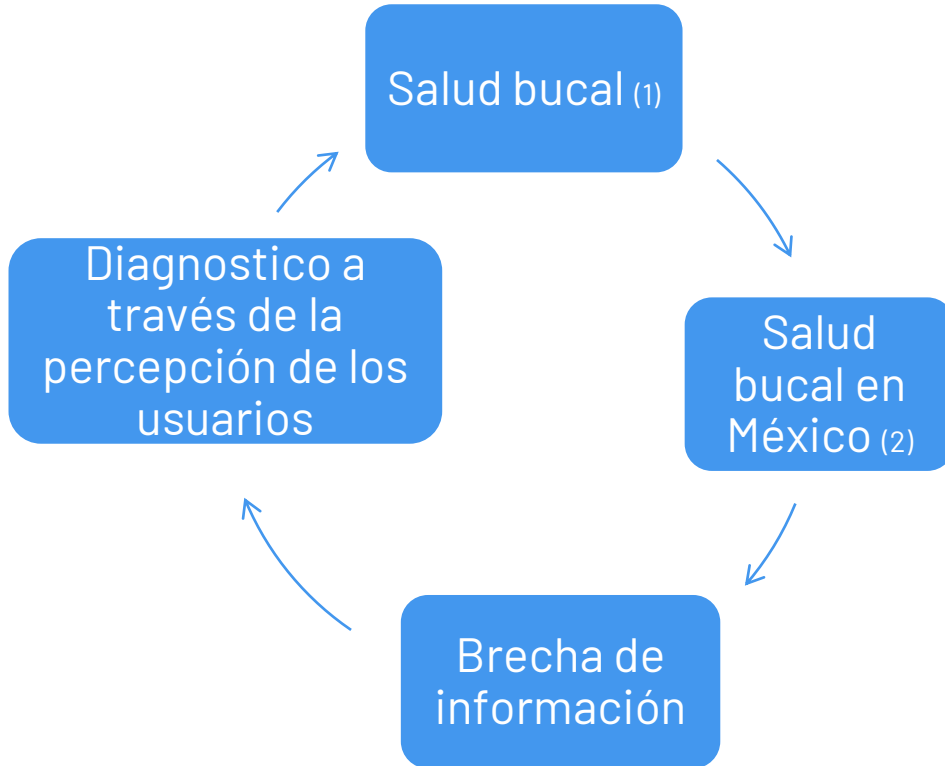 Salud bucal (1)
Salud
bucal en
México (2)
Brecha de
información
Diagnostico a
través de la
percepción de los
usuarios